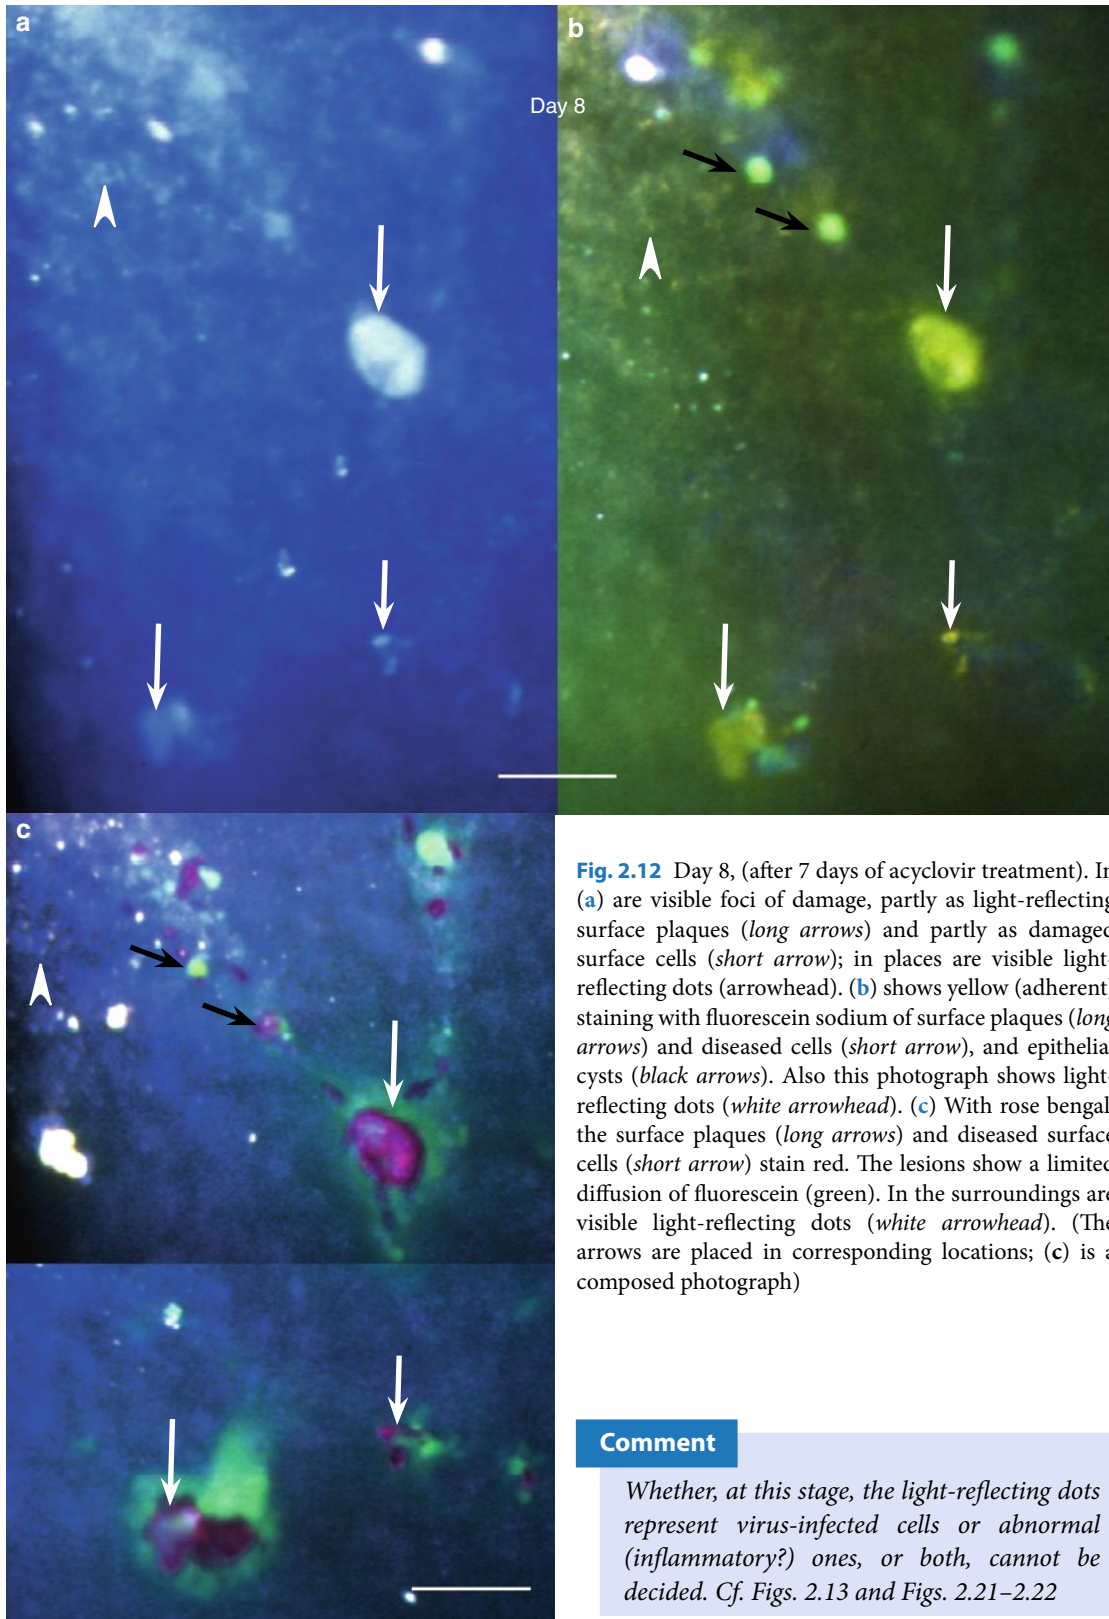 a
b
Day 8
c
Fig. 2.12 Day 8, (after 7 days of acyclovir treatment). In
(a) are visible foci of damage, partly as light-reflecting
surface plaques (long arrows) and partly as damaged
surface cells (short arrow); in places are visible light-
reflecting dots (arrowhead). (b) shows yellow (adherent)
staining with fluorescein sodium of surface plaques (long
arrows) and diseased cells (short arrow), and epithelia
cysts (black arrows). Also this photograph shows light-
reflecting dots (white arrowhead). (c) With rose bengal,
the surface plaques (long arrows) and diseased surface
cells (short arrow) stain red. The lesions show a limited
diffusion of fluorescein (green). In the surroundings are
visible light-reflecting dots (white arrowhead). (The
arrows are placed in corresponding locations; (c) is a
composed photograph)
Comment
Whether, at this stage, the light-reflecting dots
represent virus-infected cells or abnormal
(inflammatory?) ones, or both, cannot be
decided. Cf. Figs. 2.13 and Figs. 2.21–2.22